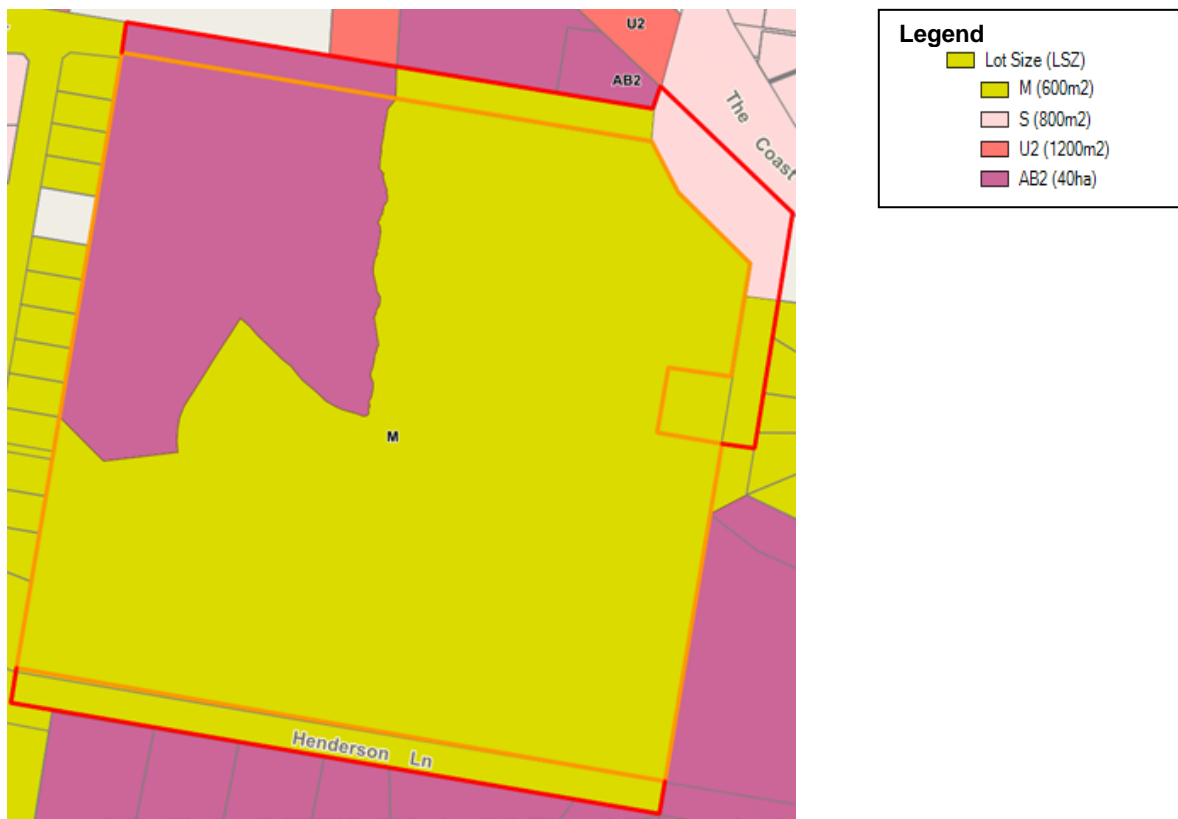 U2
AB2
The Coast
M
Henderson Ln
Legend
Lot Size (LSZ)
M (600m2)
S (800m2)
U2 (1200m2)
AB2 (40ha)